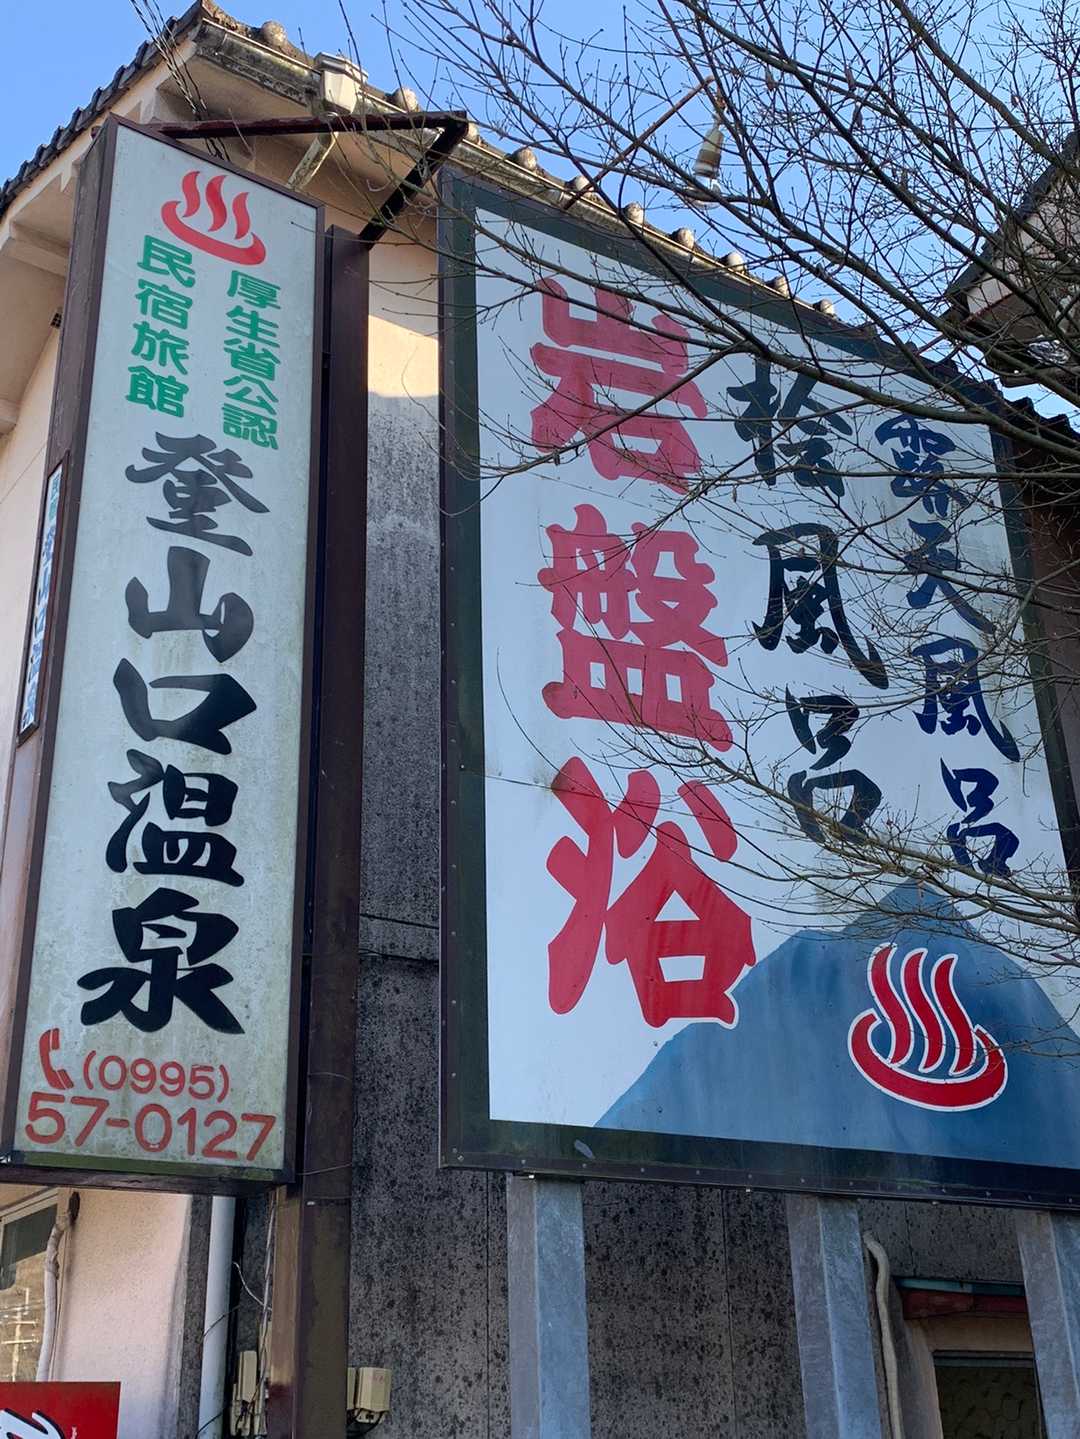 厚生省公認
民宿旅館
登山口温泉
(0995)
57-0127
露天風呂
桧風呂
岩盤浴